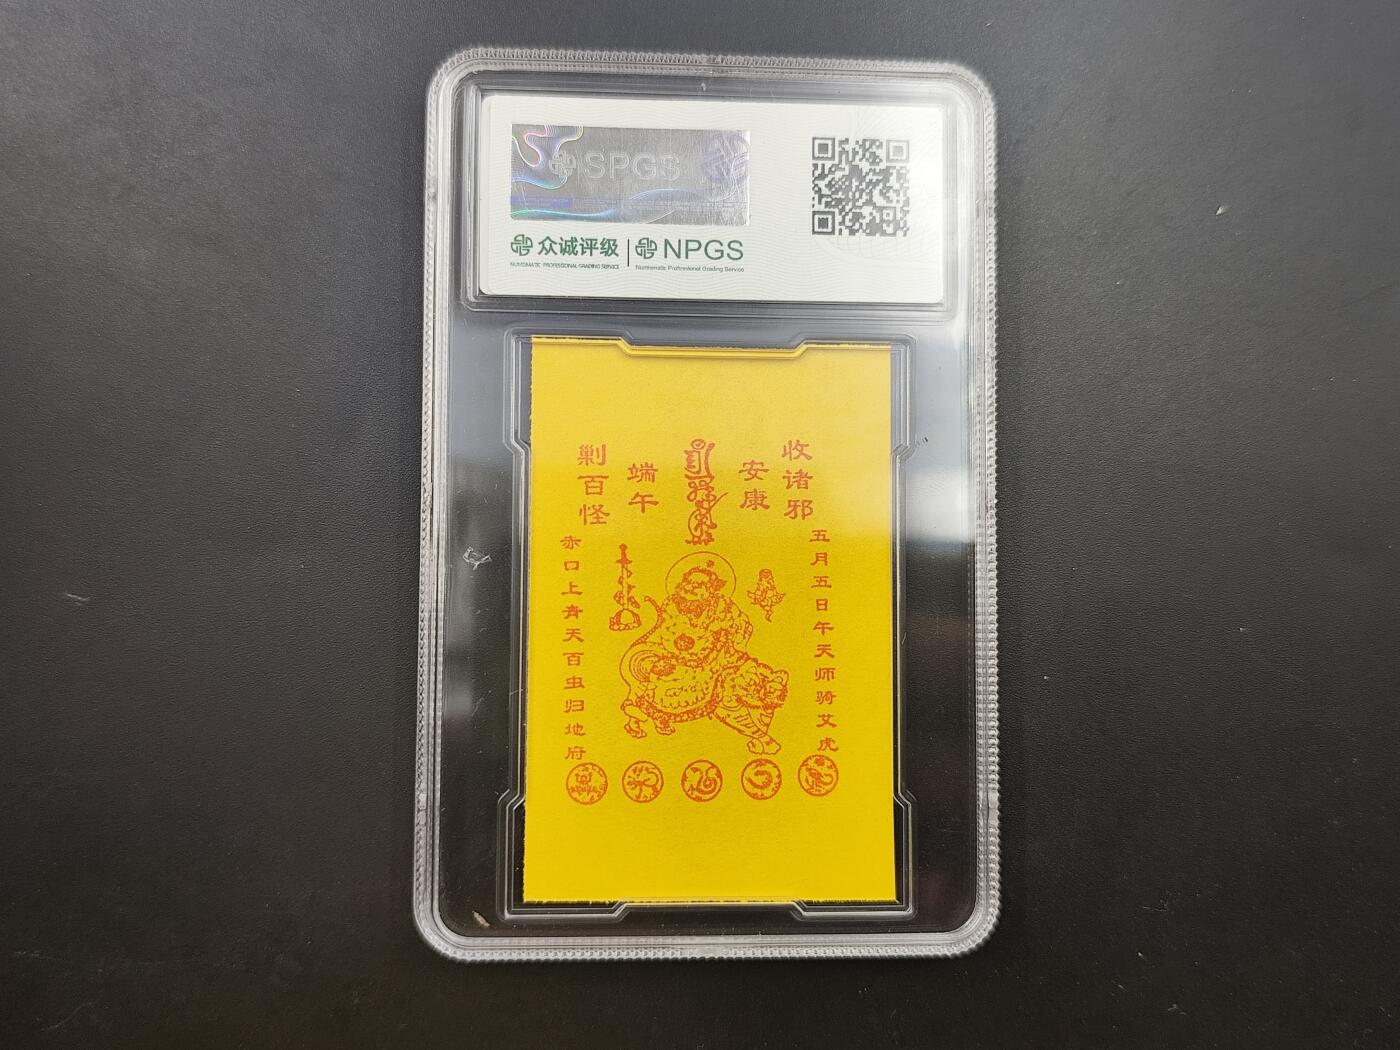 SPGS
众诚评级
NUMISMATIC PROFESSIONAL GRADING SERVICE
NPGS
Numismatic Professional Grading Service
收诸邪
安康
端午
剿百怪
五月五日午天师骑艾虎
赤口上青天百虫归地府